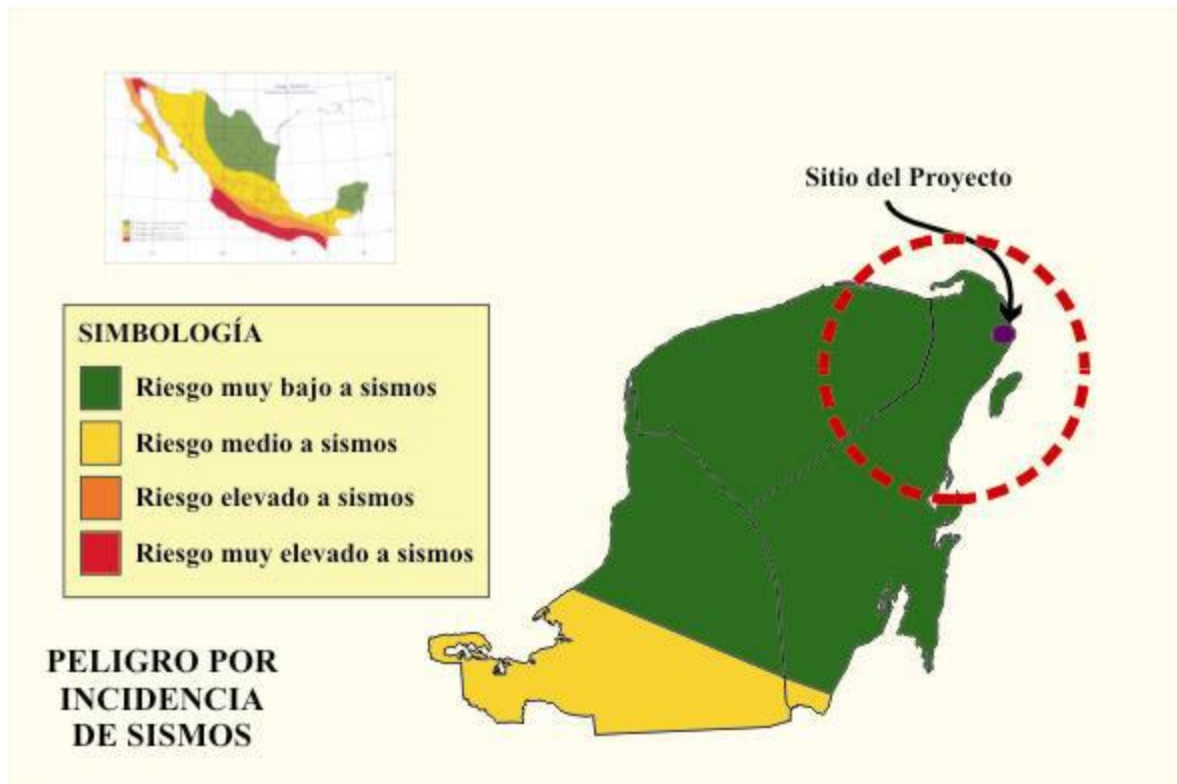 Sitio del Proyecto
SIMBOLOGÍA
Riesgo muy bajo a sismos
Riesgo medio a sismos
Riesgo elevado a sismos
Riesgo muy elevado a sismos
PELIGRO POR
INCIDENCIA
DE SISMOS